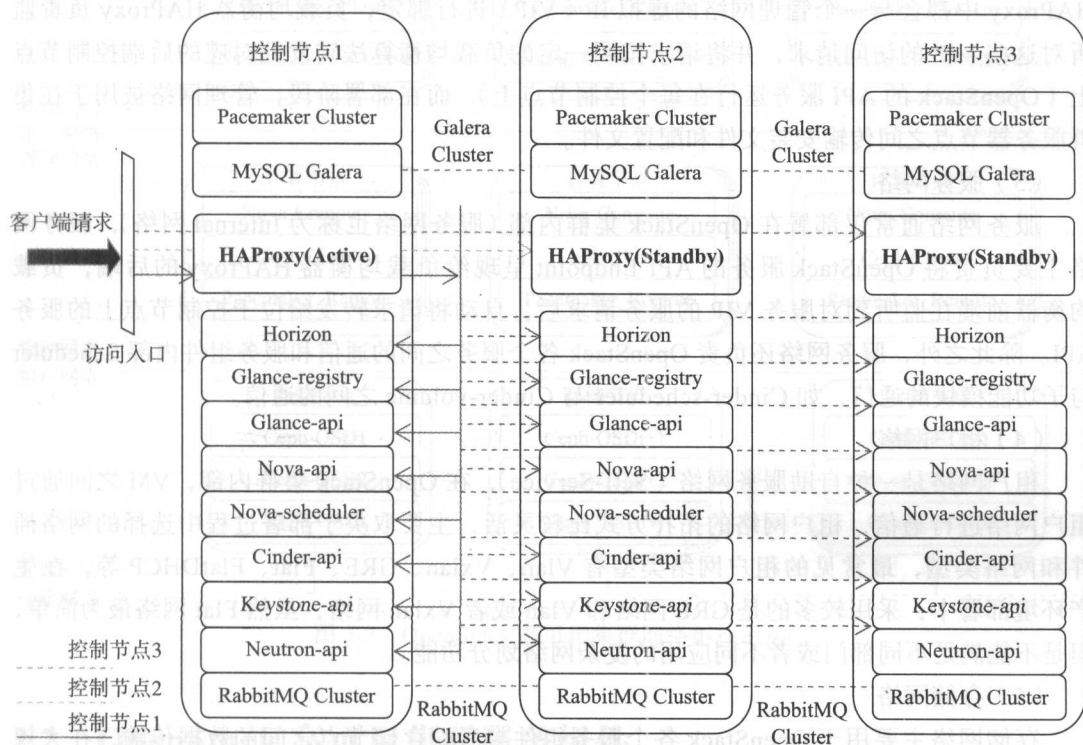 控制节点1
控制节点2
控制节点3
Pacemaker Cluster
Pacemaker Cluster
Pacemaker Cluster
Galera
Cluster
Galera
Cluster
MySQL Galera
MySQL Galera
MySQL Galera
客户端请求
HAProxy(Active)
HAProxy(Standby)
HAProxy(Standby)
访问入口
Horizon
Horizon
Horizon
Glance-registry
Glance-registry
Glance-registry
Glance-api
Glance-api
Glance-api
Nova-api
Nova-api
Nova-api
Nova-scheduler
Nova-scheduler
Nova-scheduler
Cinder-api
Cinder-api
Cinder-api
Keystone-api
Keystone-api
Keystone-api
控制节点3
Neutron-api
Neutron-api
Neutron-api
控制节点2
RabbitMQ Cluster
RabbitMQ Cluster
RabbitMQ Cluster
控制节点1
RabbitMQ
Cluster
RabbitMQ
Cluster